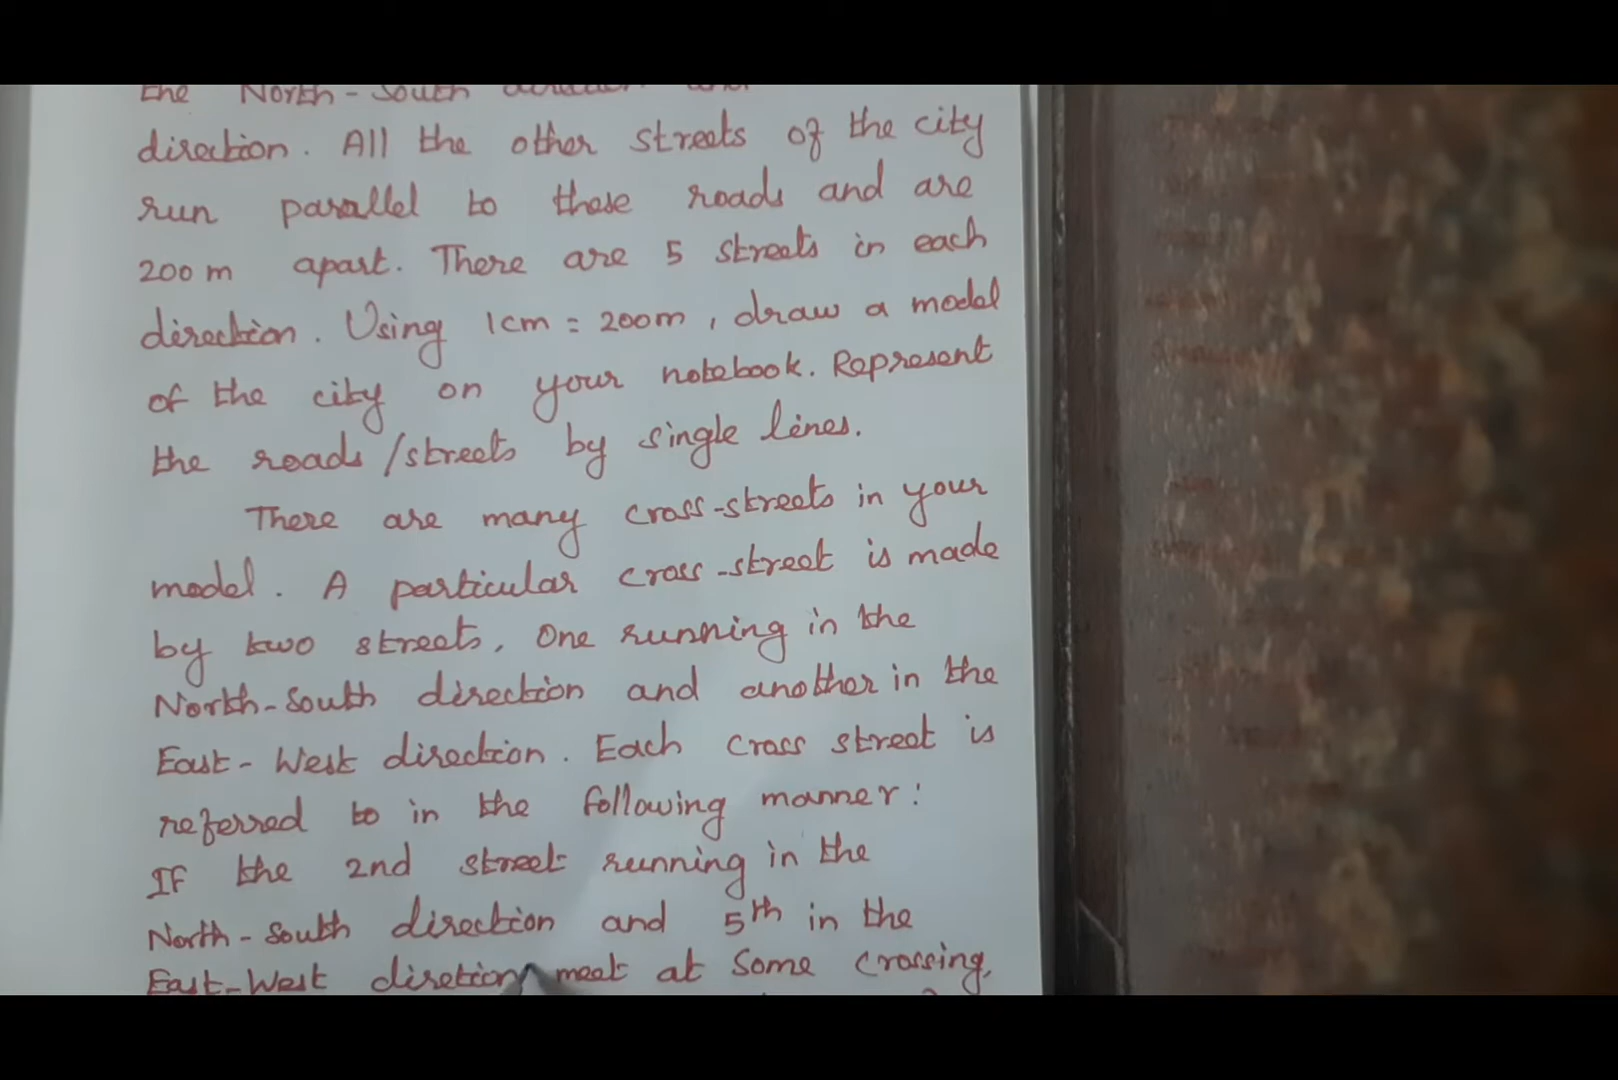 the North-South direction and
direction. All the other streets of the city
run parallel to these roads and are
200 m apart. There are 5 streets in each
direction. Using 1cm = 200m, draw a model
of the city on your notebook. Represent
the roads/streets by single lines.
There are many cross-streets in your
model. A particular cross-street is made
by two streets, One running in the
North-South direction and another in the
East-West direction. Each cross street is
referred to in the following manner:
If the 2nd street running in the
North-South direction and 5th in the
East-West diretion meet at some crossing,